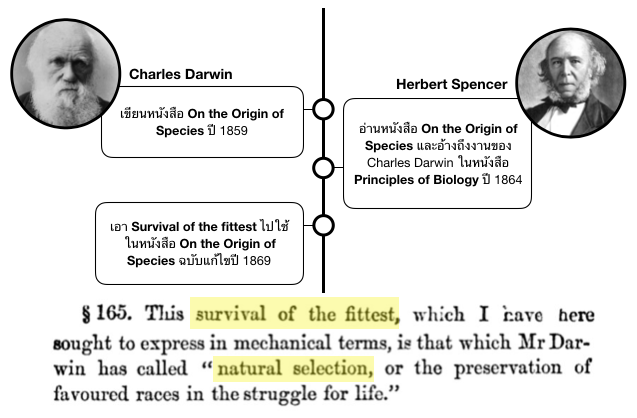 Charles Darwin
เขียนหนังสือ On the Origin of
Species ปี 1859
Herbert Spencer
อ่านหนังสือ On the Origin of
Species และอ้างถึงงานของ
Charles Darwin ในหนังสือ
Principles of Biology ปี 1864
เอา Survival of the fittest ไปใช้
ในหนังสือ On the Origin of
Species ฉบับแก้ไขปี 1869
§ 165. This survival of the fittest, which I have here
sought to express in mechanical terms, is that which Mr Dar-
win has called “natural selection, or the preservation of
favoured races in the struggle for life.”